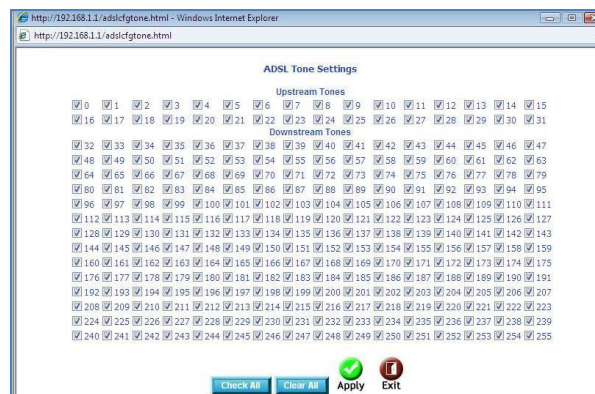 http://192.168.1.1/adslcfgtone.html - Windows Internet Explorer
http://192.168.1.1/adslcfgtone.html
ADSL Tone Settings
Upstream Tones
0 1 2 3 4 5 6 7 8 9 10 11 12 13 14 15
16 17 18 19 20 21 22 23 24 25 26 27 28 29 30 31
Downstream Tones
32 33 34 35 36 37 38 39 40 41 42 43 44 45 46 47
48 49 50 51 52 53 54 55 56 57 58 59 60 61 62 63
64 65 66 67 68 69 70 71 72 73 74 75 76 77 78 79
80 81 82 83 84 85 86 87 88 89 90 91 92 93 94 95
96 97 98 99 100 101 102 103 104 105 106 107 108 109 110 111
112 113 114 115 116 117 118 119 120 121 122 123 124 125 126 127
128 129 130 131 132 133 134 135 136 137 138 139 140 141 142 143
144 145 146 147 148 149 150 151 152 153 154 155 156 157 158 159
160 161 162 163 164 165 166 167 168 169 170 171 172 173 174 175
176 177 178 179 180 181 182 183 184 185 186 187 188 189 190 191
192 193 194 195 196 197 198 199 200 201 202 203 204 205 206 207
208 209 210 211 212 213 214 215 216 217 218 219 220 221 222 223
224 225 226 227 228 229 230 231 232 233 234 235 236 237 238 239
240 241 242 243 244 245 246 247 248 249 250 251 252 253 254 255
Check All Clear All Apply Exit